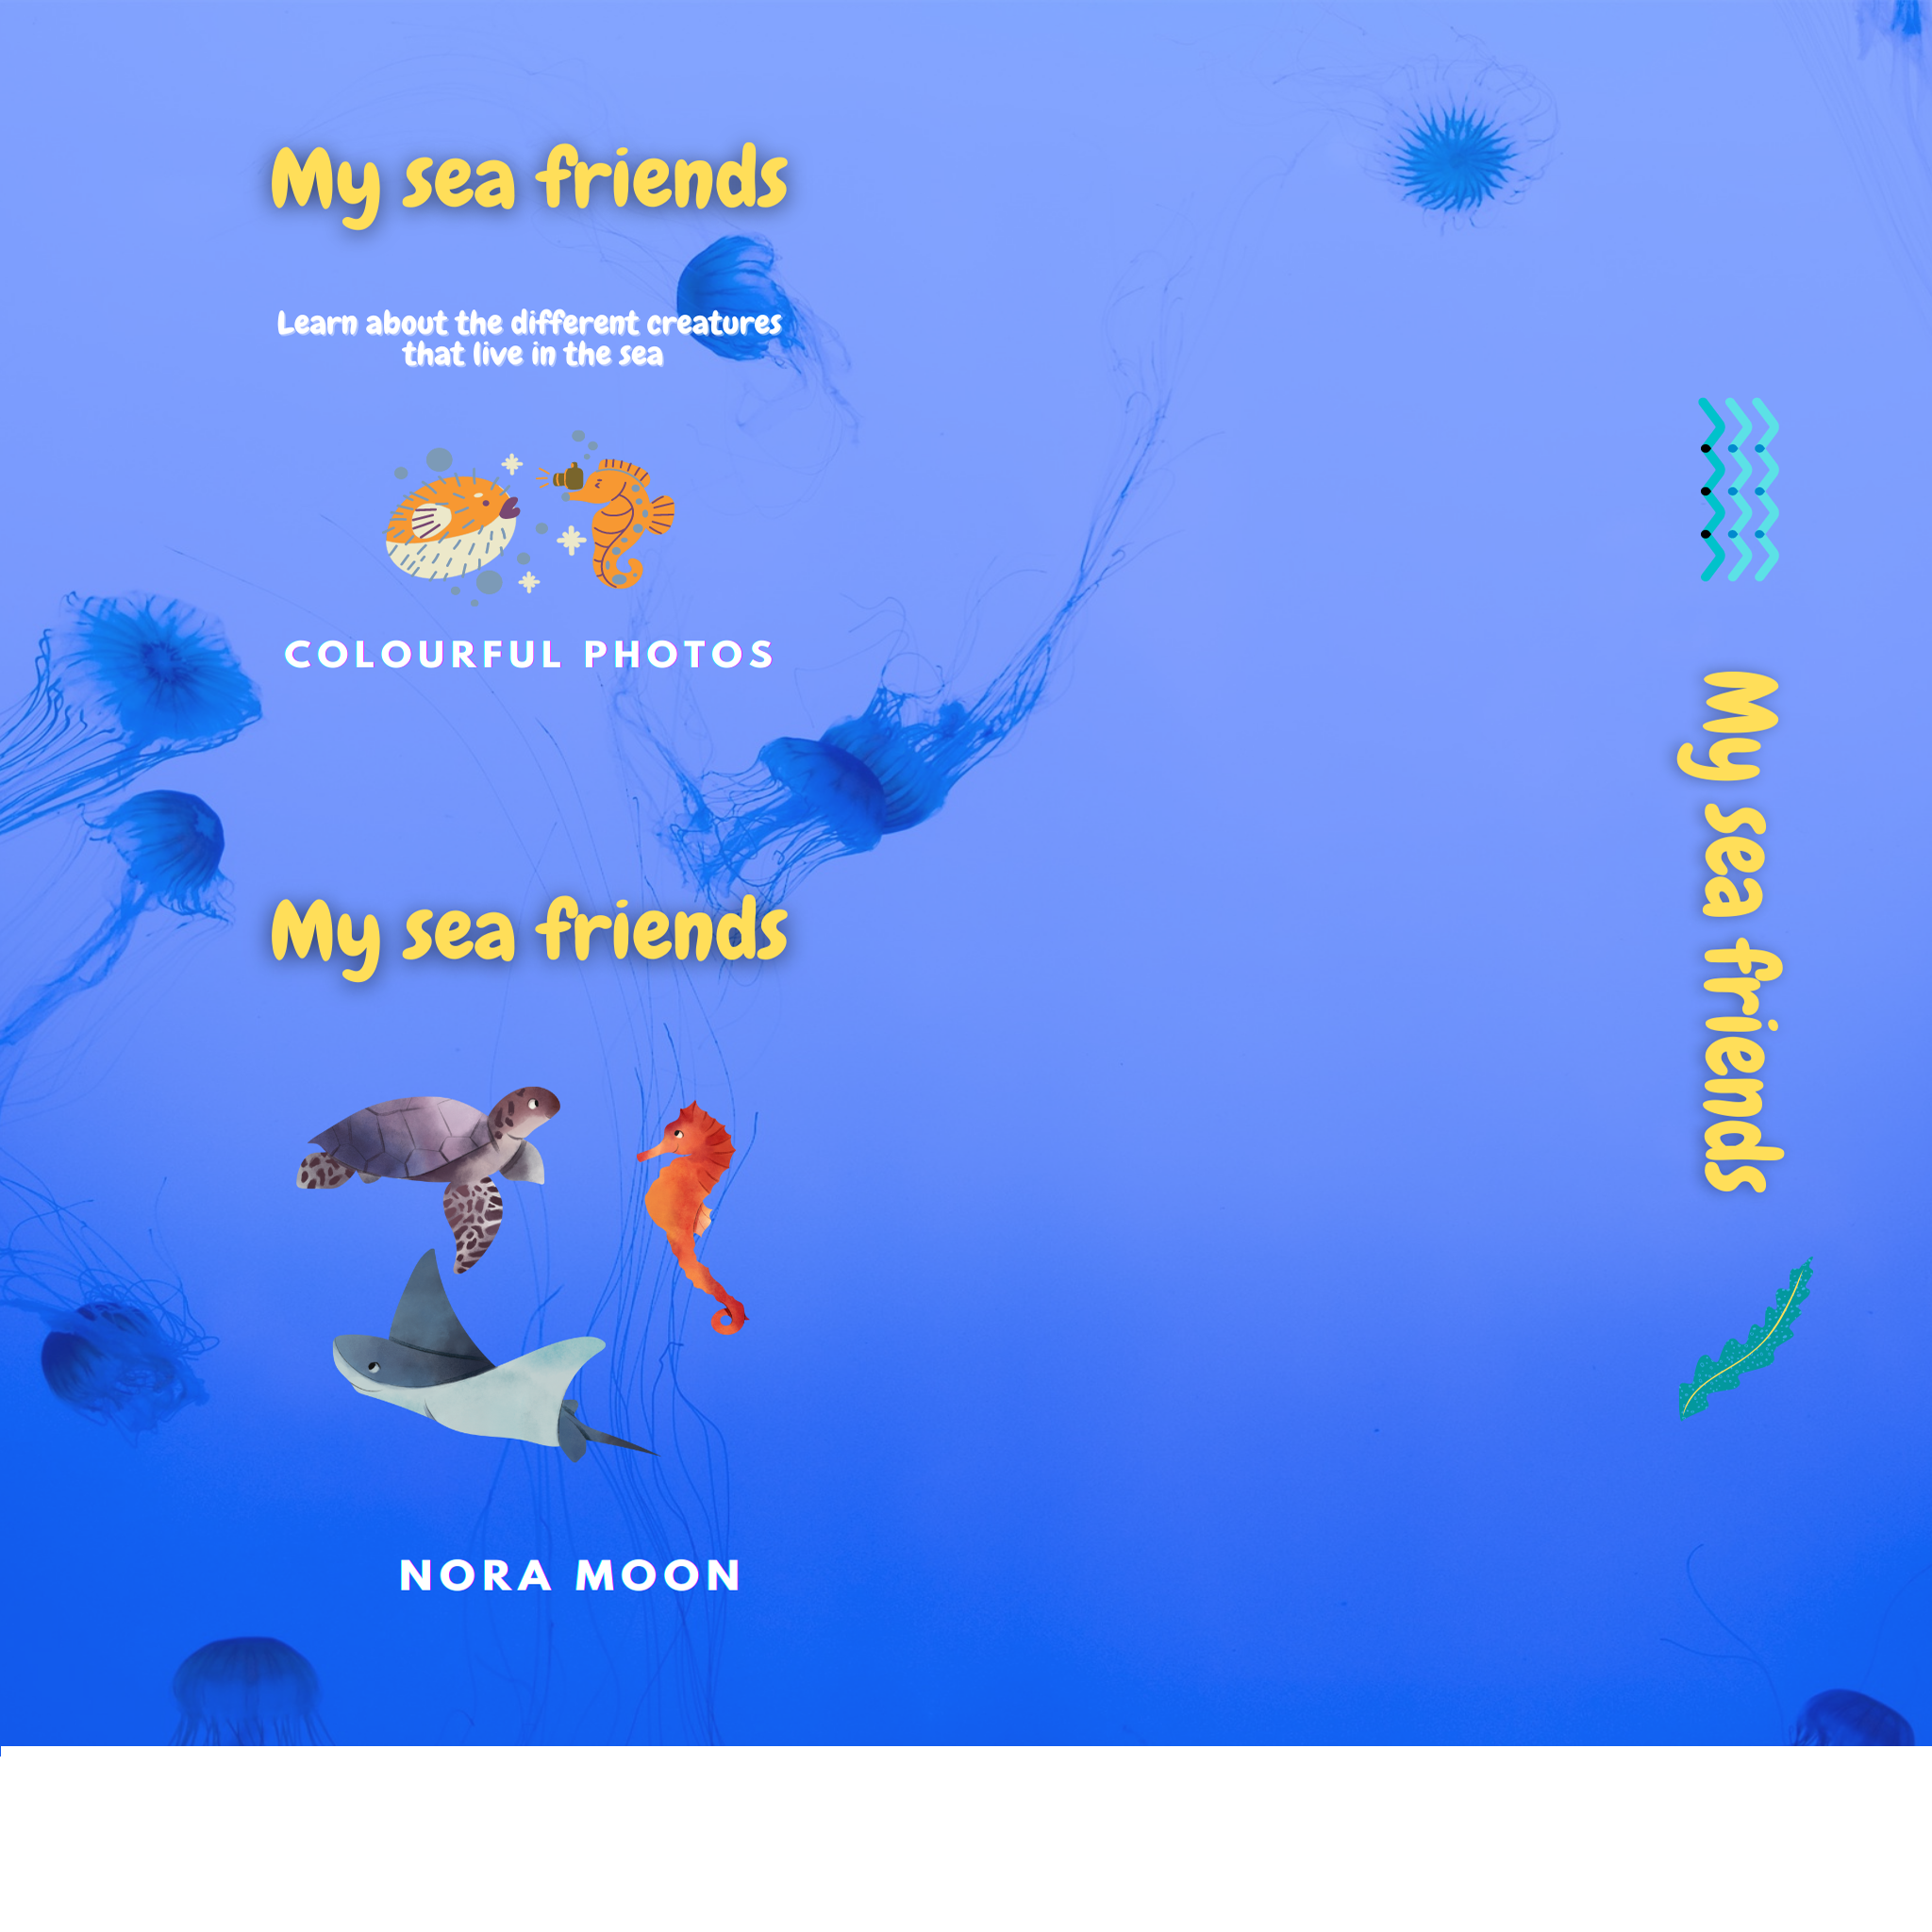 My sea friends
Learn about the different creatures
that live in the sea
COLOURFUL PHOTOS
My sea friends
NORA MOON
My sea friends